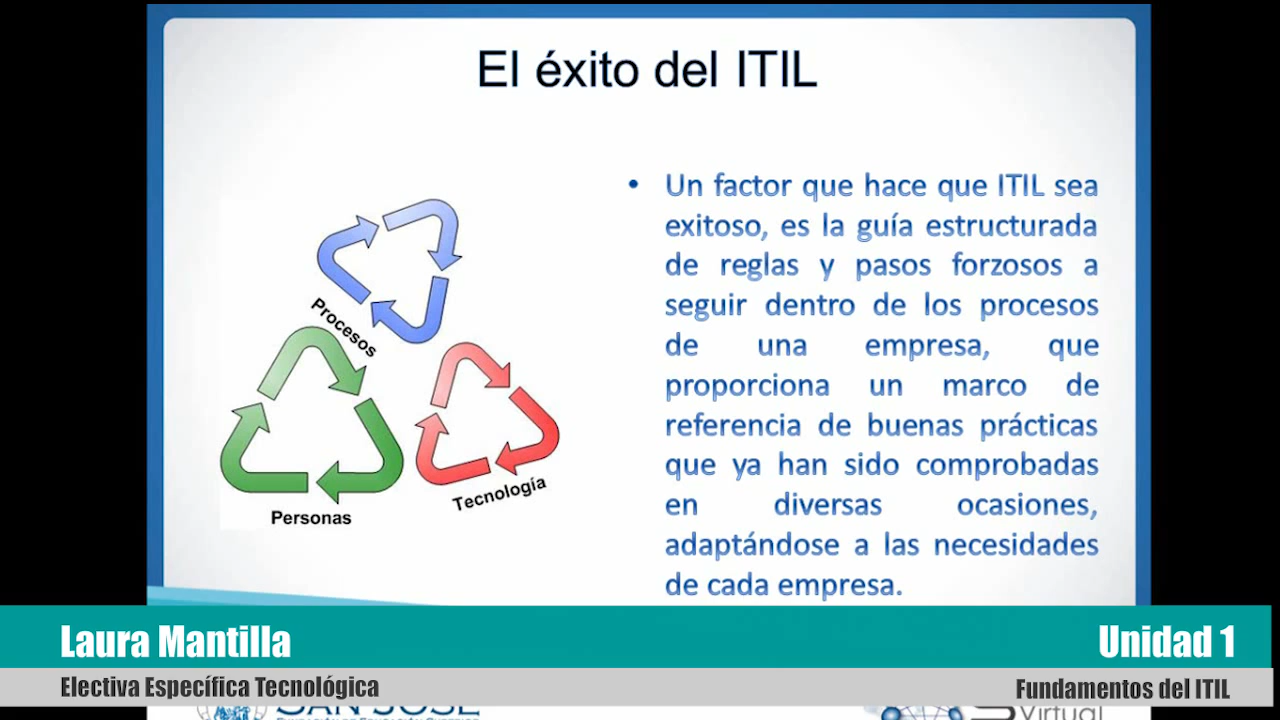 El éxito del ITIL
Procesos
Personas
Tecnología
• Un factor que hace que ITIL sea
exitoso, es la guía estructurada
de reglas y pasos forzosos a
seguir dentro de los procesos
de una empresa, que
proporciona un marco de
referencia de buenas prácticas
que ya han sido comprobadas
en diversas ocasiones,
adaptándose a las necesidades
de cada empresa.
Laura Mantilla
Unidad 1
Electiva Específica Tecnológica
Fundamentos del ITIL
SAN JOSÉ
Virtual